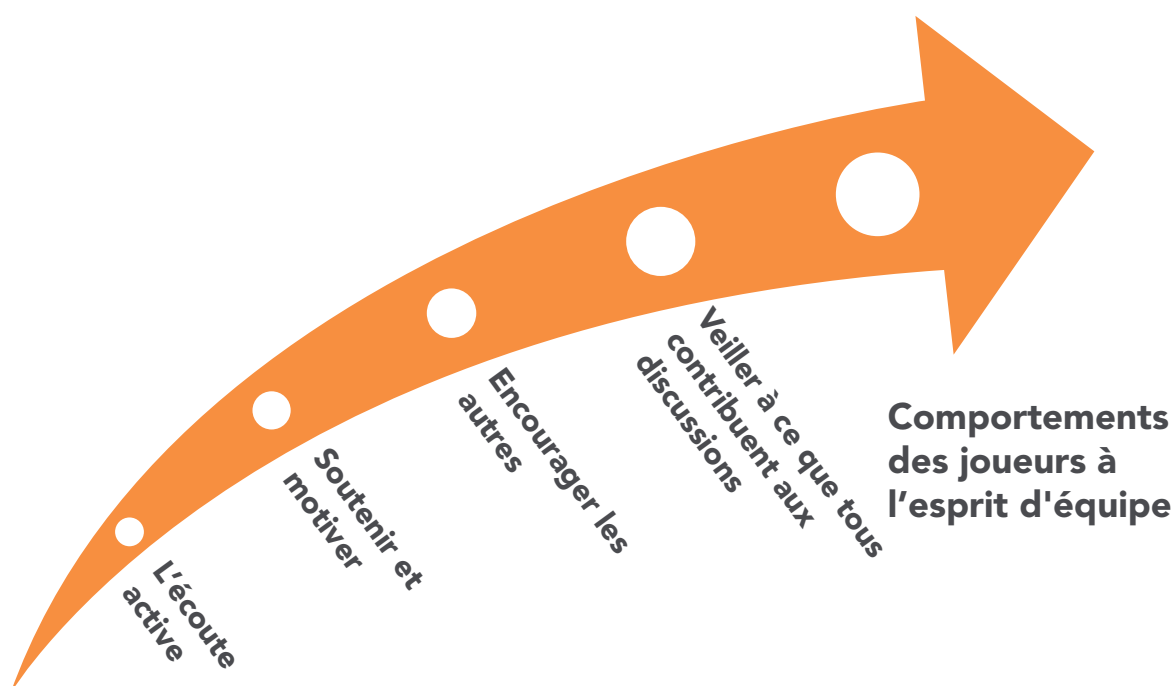 L’écoute
active
Soutenir et
motiver
Encourager les
autres
Veiller à ce que tous
contribuent aux
discussions
Comportements
des joueurs à
l’esprit d'équipe